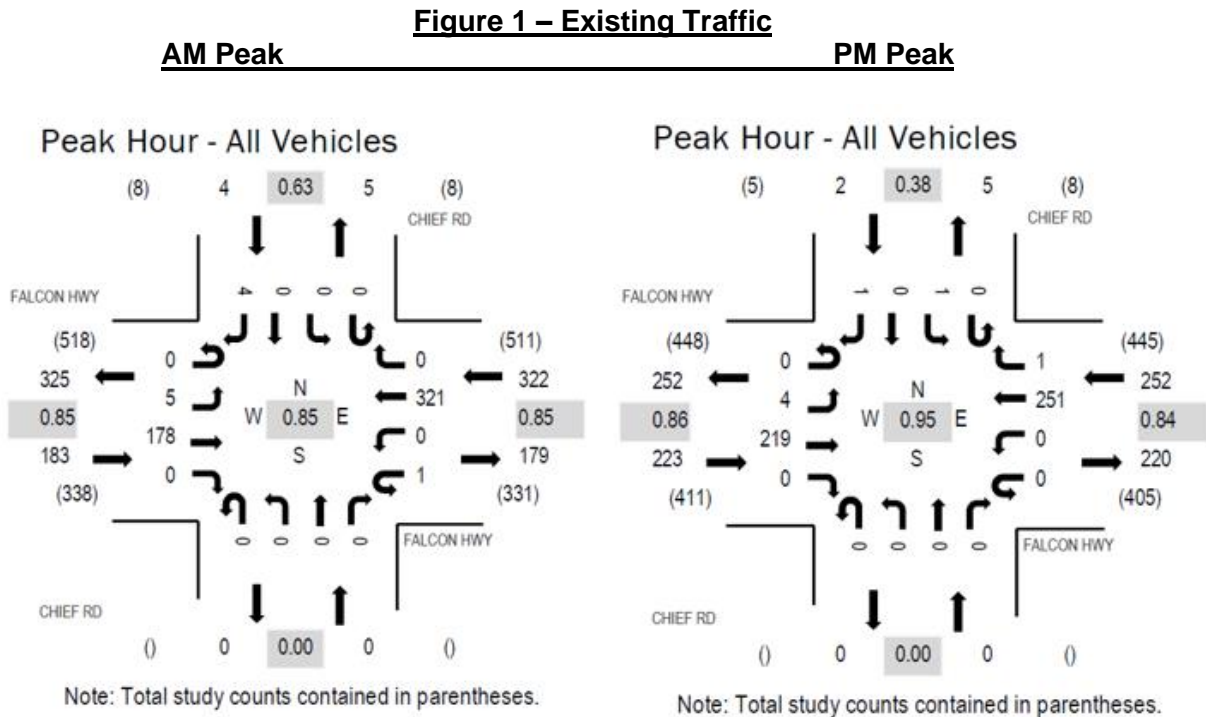 Figure 1 – Existing Traffic
AM Peak PM Peak
Peak Hour - All Vehicles
(8) 4 0.63 5 (8)
CHIEF RD
4 0 0 0
FALCON HWY
(518) (511)
0 0
325 322
5 321
N
0.85 W 0.85 E 0.85
178 0
S
183 179
0 1
(338) (331)
0 0 0 0
FALCON HWY
CHIEF RD
() 0 0.00 0 ()
Note: Total study counts contained in parentheses.
Peak Hour - All Vehicles
(5) 2 0.38 5 (8)
CHIEF RD
1 0 1 0
FALCON HWY
(448) (445)
0 1
252 252
4 251
N
0.86 W 0.95 E 0.84
219 0
S
223 220
0 0
(411) (405)
0 0 0 0
FALCON HWY
CHIEF RD
() 0 0.00 0 ()
Note: Total study counts contained in parentheses.